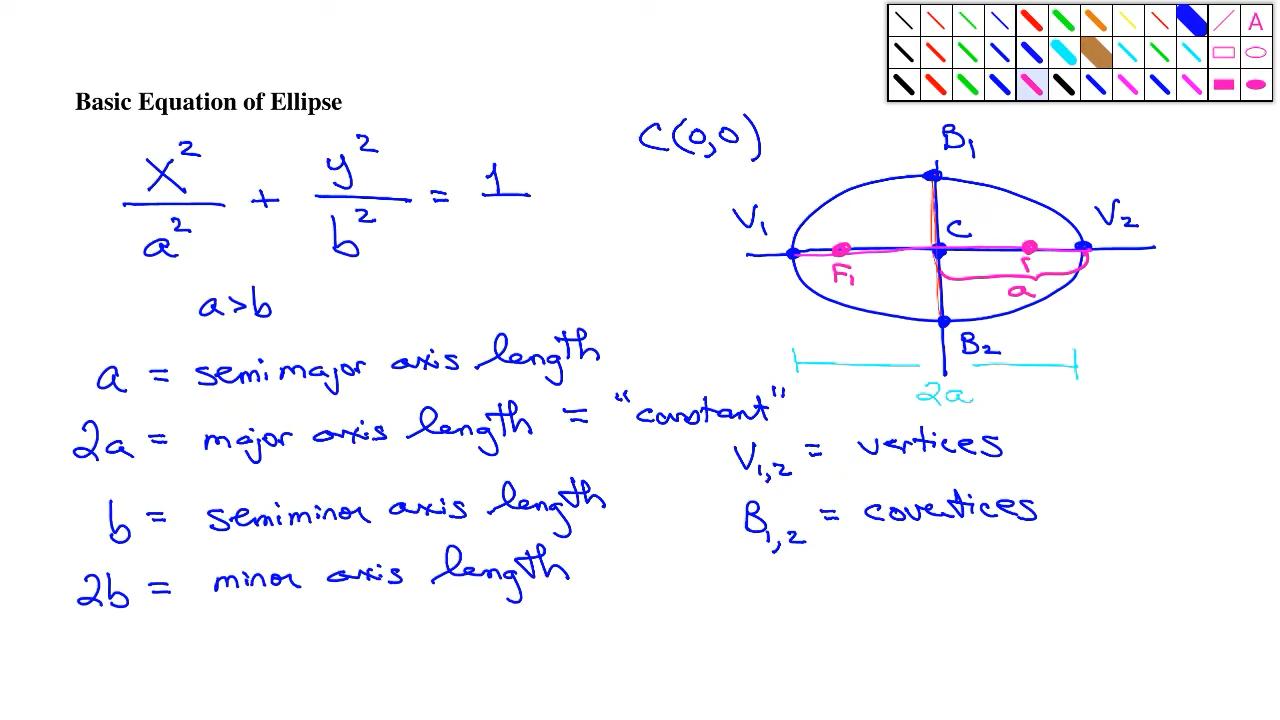 A
Basic Equation of Ellipse
x²/a² + y²/b² = 1
C(0,0)
B₁
V₁
C
V₂
F₁
a
B₂
2a
a>b
a = semimajor axis length
2a = major axis length = "constant"
V₁,₂ = vertices
b = semiminor axis length
B₁,₂ = covertices
2b = minor axis length